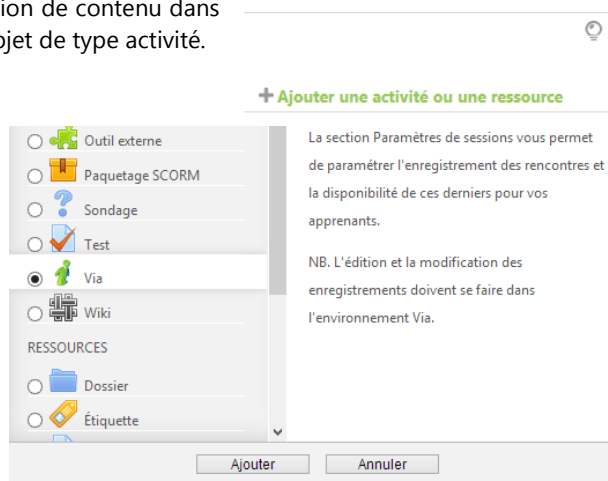 ion de contenu dans
ojet de type activité.
Ajouter une activité ou une ressource
Outil externe
Paquetage SCORM
Sondage
Test
Via
Wiki
RESSOURCES
Dossier
Étiquette
La section Paramètres de sessions vous permet
de paramétrer l'enregistrement des rencontres et
la disponibilité de ces derniers pour vos
apprenants.
NB. L'édition et la modification des
enregistrements doivent se faire dans
l'environnement Via.
Ajouter
Annuler